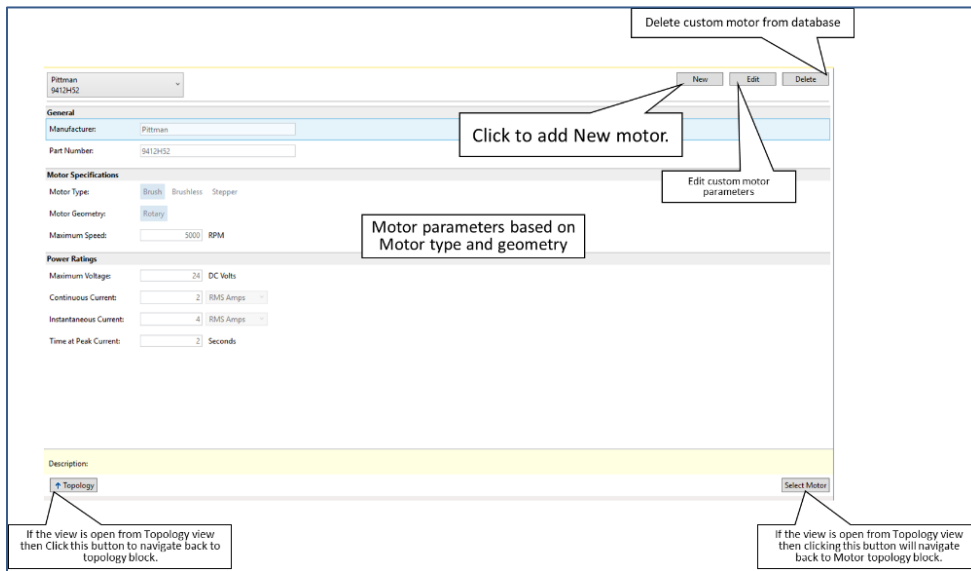 Delete custom motor from database
Pittman
9412H52
New
Edit
Delete
General
Manufacturer:
Pittman
Click to add New motor.
Part Number:
9412H52
Edit custom motor
parameters
Motor Specifications
Motor Type:
Brush
Brushless
Stepper
Motor Geometry:
Rotary
Motor parameters based on
Motor type and geometry
Maximum Speed:
5000 RPM
Power Ratings
Maximum Voltage:
24 DC Volts
Continuous Current:
2 RMS Amps
Instantaneous Current:
4 RMS Amps
Time at Peak Current:
2 Seconds
Description:
↑ Topology
Select Motor
If the view is open from Topology view
then Click this button to navigate back to
topology block.
If the view is open from Topology view
then clicking this button will navigate
back to Motor topology block.